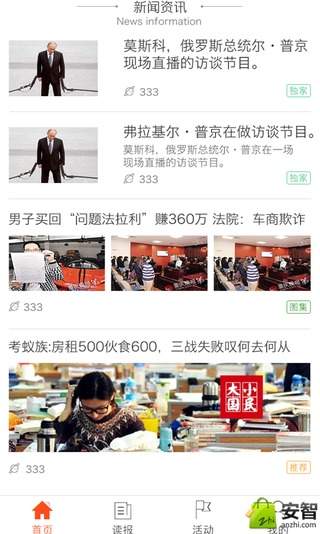 新闻资讯
News information
莫斯科，俄罗斯总统尔·普京
现场直播的访谈节目。
333
独家
弗拉基尔·普京在做访谈节目。
莫斯科，俄罗斯总统尔·普京在一场
现场直播的访谈节目。
333
独家
男子买回“问题法拉利”赚360万 法院：车商欺诈
333
图集
考蚁族:房租500伙食600，三战失败叹何去何从
大国小民
333
推荐
首页
读报
活动
我的
安智